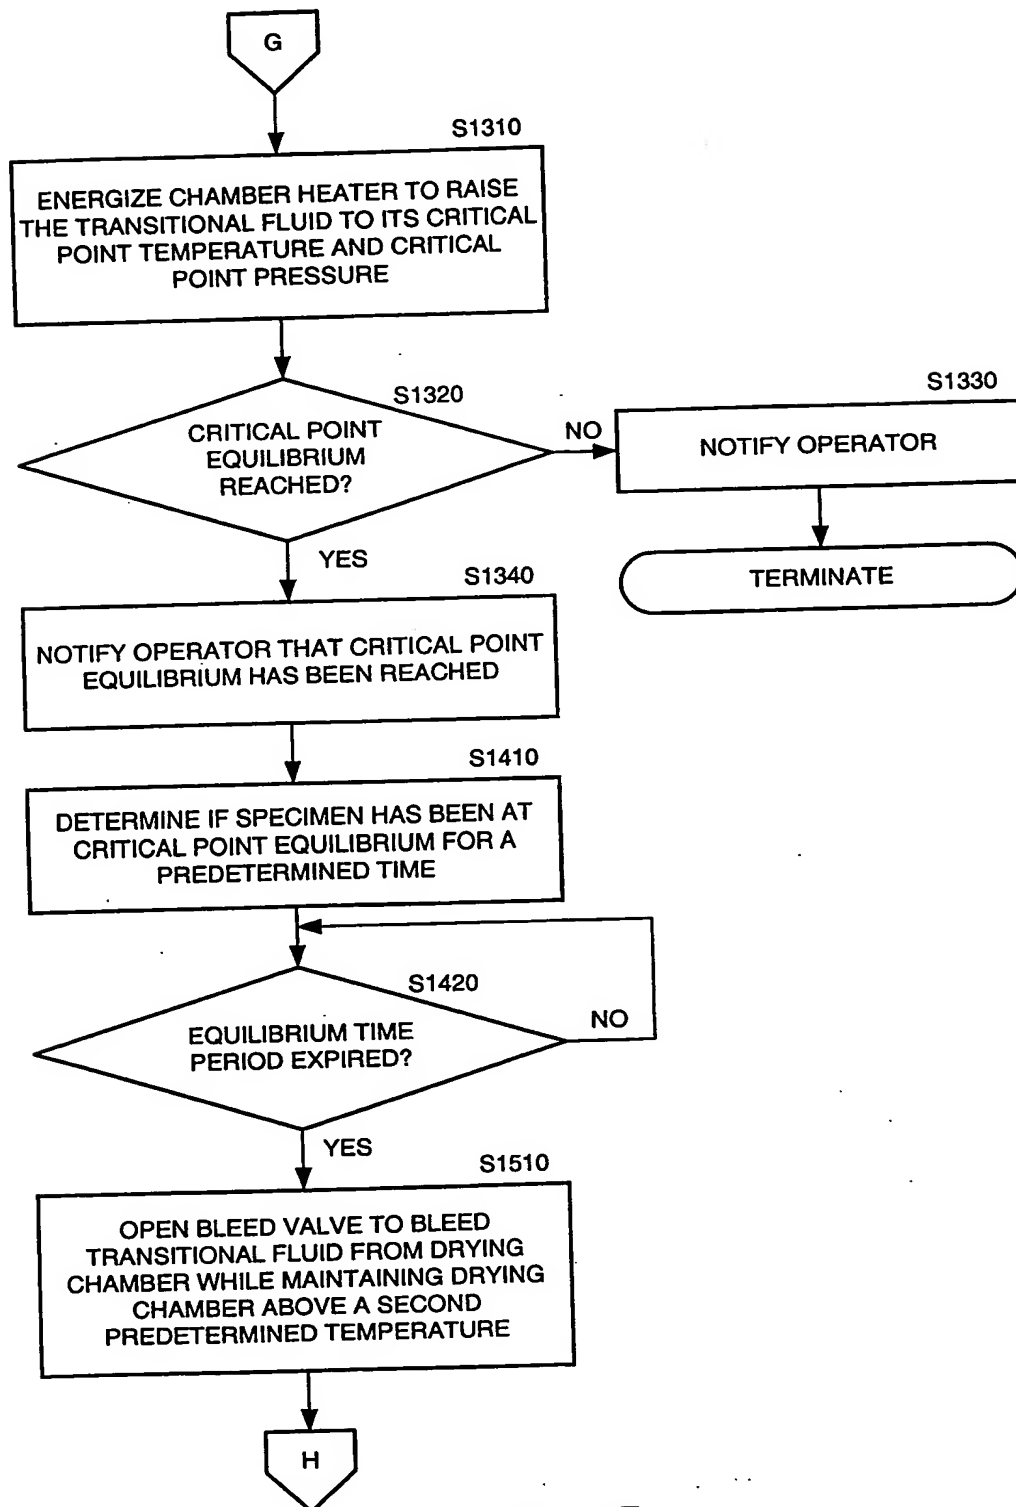 G
S1310
ENERGIZE CHAMBER HEATER TO RAISE
THE TRANSITIONAL FLUID TO ITS CRITICAL
POINT TEMPERATURE AND CRITICAL
POINT PRESSURE
S1320
CRITICAL POINT
EQUILIBRIUM
REACHED?
NO
S1330
NOTIFY OPERATOR
TERMINATE
YES
S1340
NOTIFY OPERATOR THAT CRITICAL POINT
EQUILIBRIUM HAS BEEN REACHED
S1410
DETERMINE IF SPECIMEN HAS BEEN AT
CRITICAL POINT EQUILIBRIUM FOR A
PREDETERMINED TIME
S1420
EQUILIBRIUM TIME
PERIOD EXPIRED?
NO
YES
S1510
OPEN BLEED VALVE TO BLEED
TRANSITIONAL FLUID FROM DRYING
CHAMBER WHILE MAINTAINING DRYING
CHAMBER ABOVE A SECOND
PREDETERMINED TEMPERATURE
H